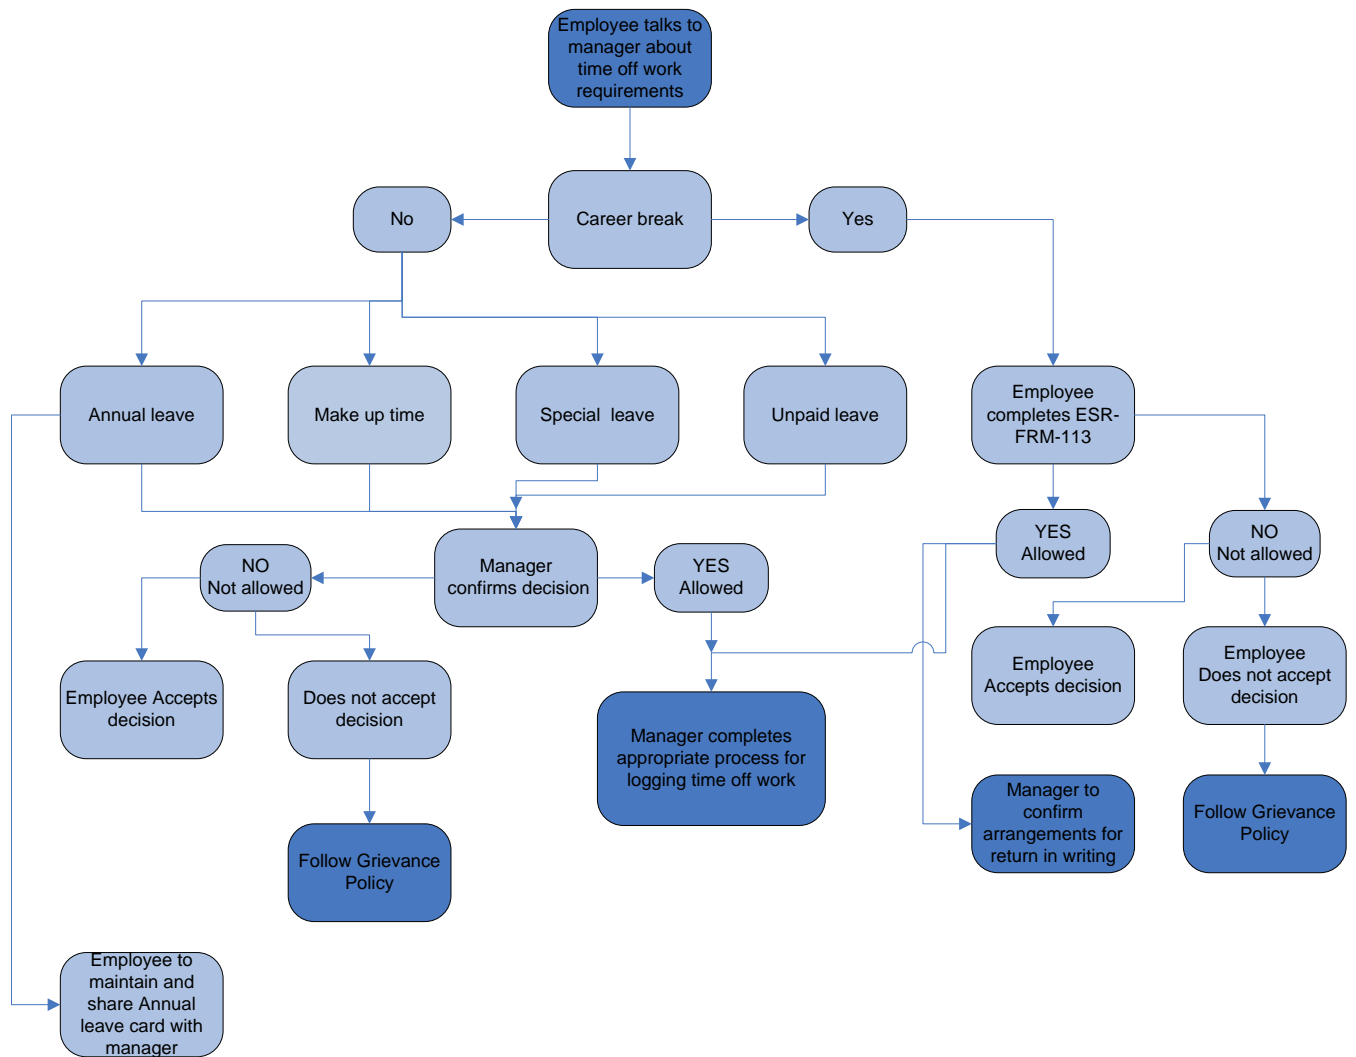 Employee talks to
manager about
time off work
requirements
No
Career break
Yes
Annual leave
Make up time
Special leave
Unpaid leave
Employee
completes ESR-
FRM-113
NO
Not allowed
Manager
confirms decision
YES
Allowed
YES
Allowed
NO
Not allowed
Employee Accepts
decision
Does not accept
decision
Manager completes
appropriate process for
logging time off work
Employee
Accepts decision
Employee
Does not accept
decision
Follow Grievance
Policy
Manager to
confirm
arrangements for
return in writing
Follow Grievance
Policy
Employee to
maintain and
share Annual
leave card with
manager